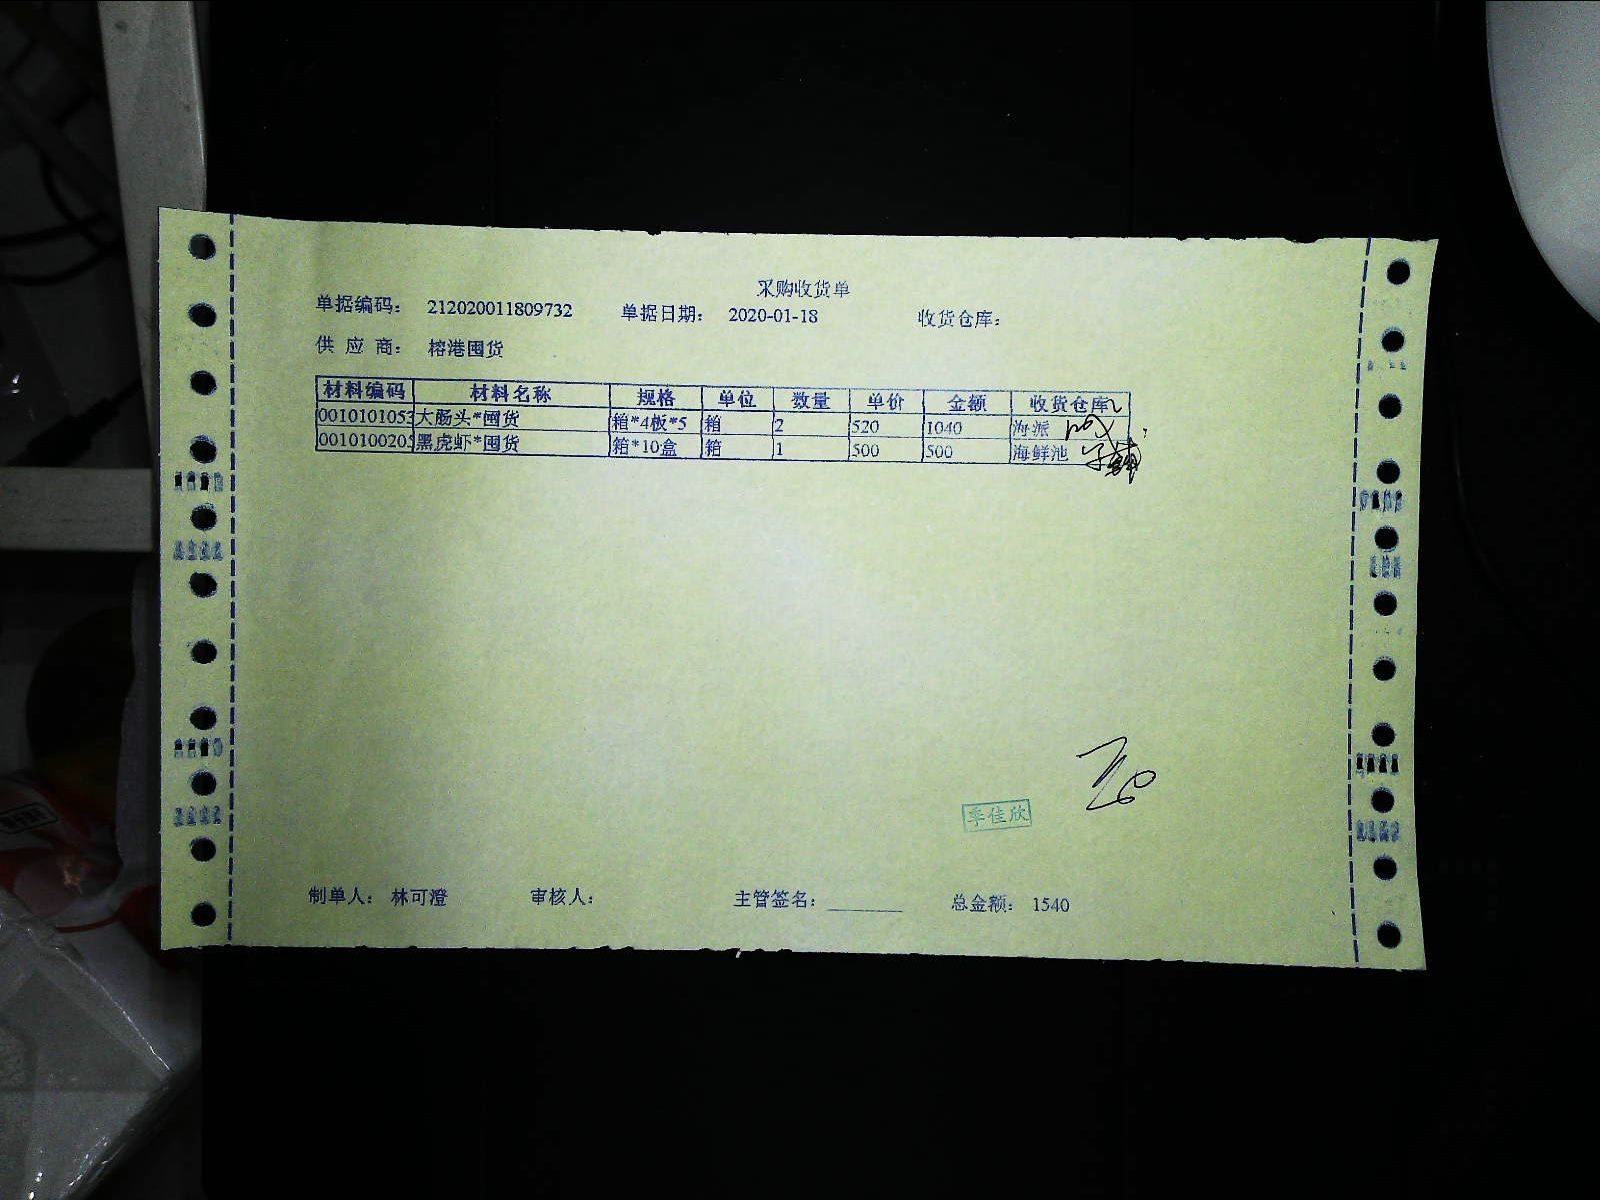 采购收货单
单据编码： 212020011809732 单据日期： 2020-01-18 收货仓库：
供 应 商： 榕港囤货
材料编码 材料名称 规格 单位 数量 单价 金额 收货仓库
0010101053 大肠头*囤货 箱*4板*5 箱 2 520 1040 海派
0010100205 黑虎虾*囤货 箱*10盒 箱 1 500 500 海鲜池
季佳欣
制单人： 林可澄 审核人： 主管签名： 总金额： 1540